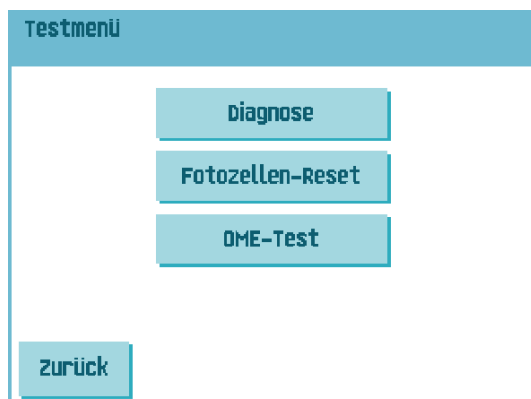 Testmenü
Diagnose
Fotozellen-Reset
OME-Test
Zurück